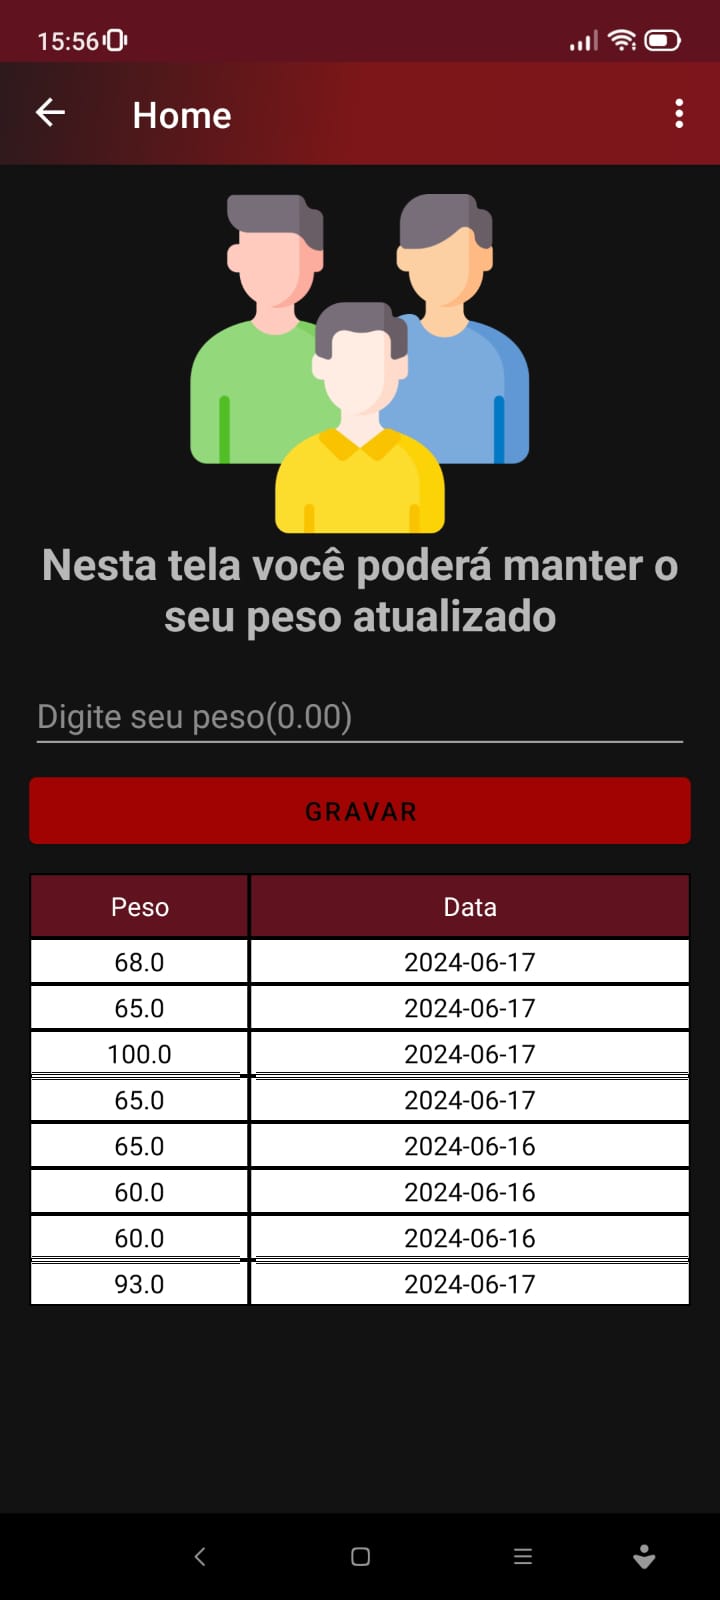 15:56
Home
Nesta tela você poderá manter o
seu peso atualizado
Digite seu peso(0.00)
GRAVAR
Peso Data
68.0 2024-06-17
65.0 2024-06-17
100.0 2024-06-17
65.0 2024-06-17
65.0 2024-06-16
60.0 2024-06-16
60.0 2024-06-16
93.0 2024-06-17